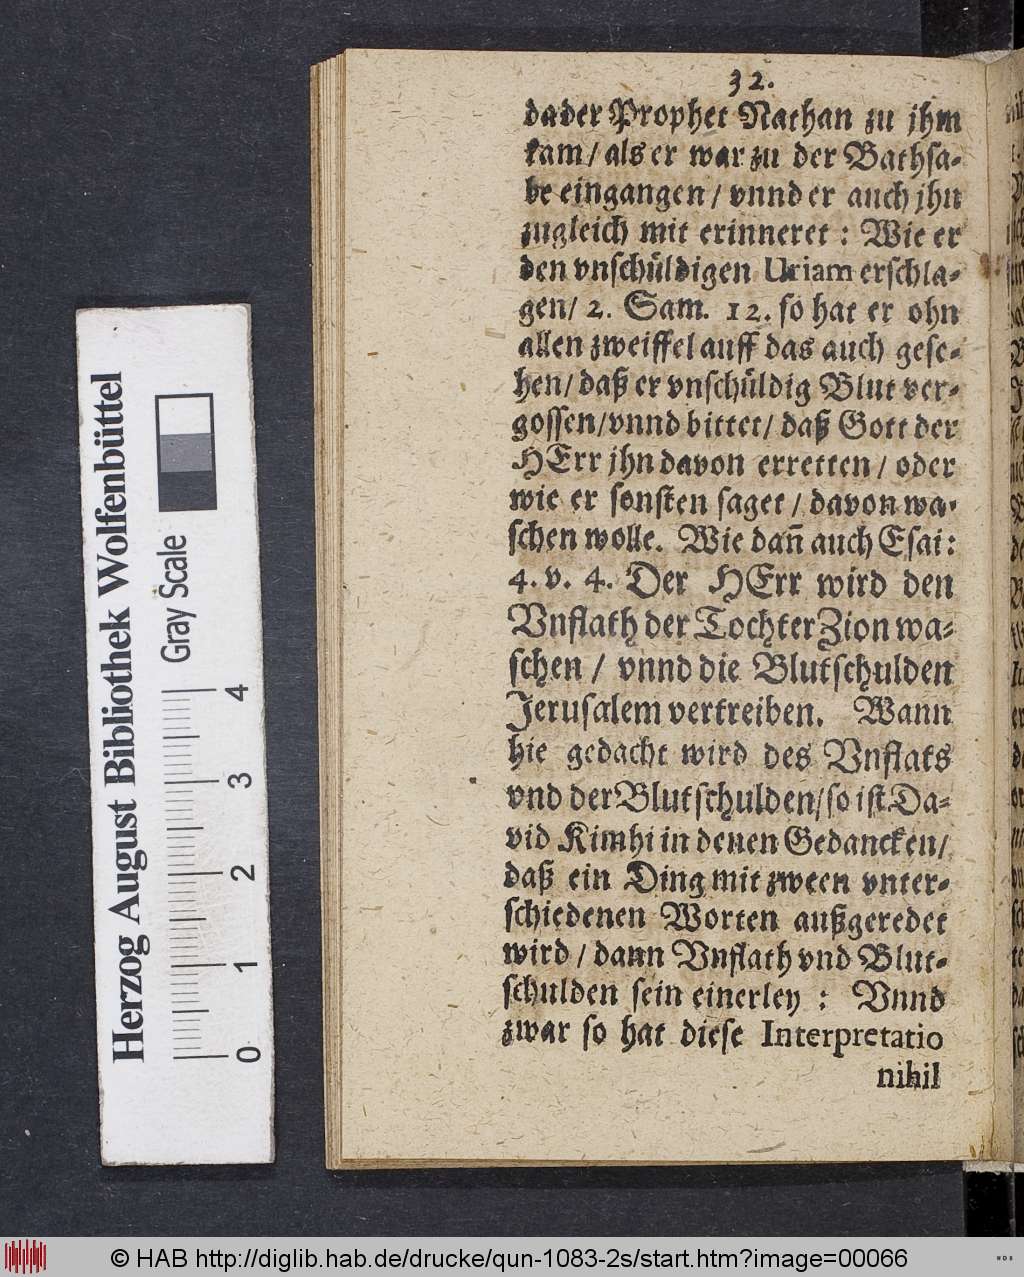 32.
da der Prophet Nathan zu jhm
kam / als er war zu der Bathsa-
be eingangen / vnnd er auch jhn
zugleich mit erinneret : Wie er
den vnschüldigen Uriam erschla-
gen / 2. Sam. 12. so hat er ohn
allen zweiffel auff das auch gese-
hen / daß er vnschüldig Blut ver-
gossen / vnnd bittet / daß Gott der
HErr jhn davon erretten / oder
wie er sonsten saget / davon wa-
schen wolle. Wie dañ auch Esai:
4. v. 4. Der HErr wird den
Vnflath der Tochter Zion wa-
schen / vnnd die Blutschulden
Jerusalem vertreiben. Wann
hie gedacht wird des Vnflats
vnd der Blutschulden / so ist Da-
vid Kimhi in denen Gedancken /
daß ein Ding mit zween vnter-
schiedenen Worten außgeredet
wird / dann Vnflath vnd Blut-
schulden sein einerley : Vnnd
zwar so hat diese Interpretatio
nihil
Herzog August Bibliothek Wolfenbüttel
Gray Scale
0 1 2 3 4
© HAB http://diglib.hab.de/drucke/qun-1083-2s/start.htm?image=00066